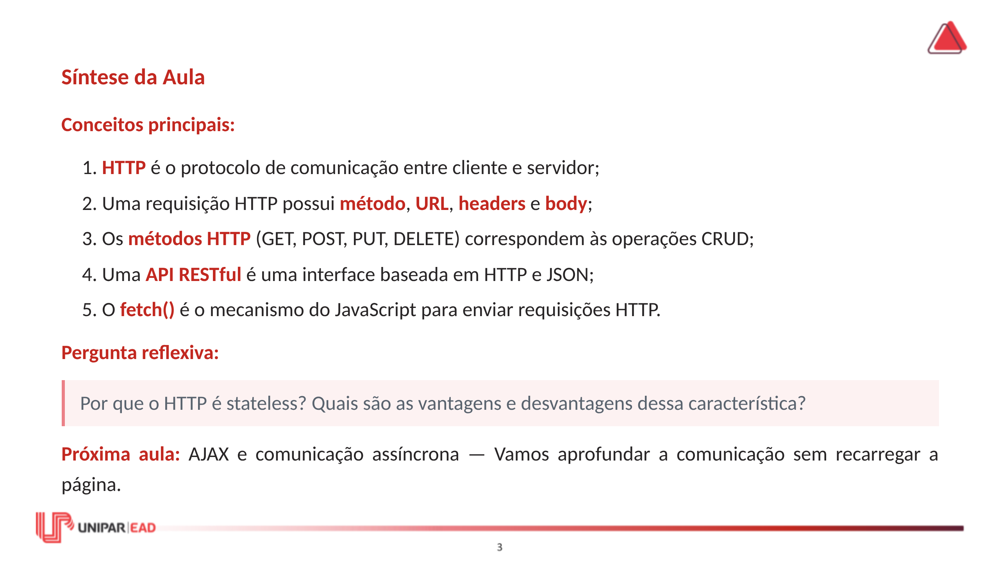 Síntese da Aula
Conceitos principais:
1. HTTP é o protocolo de comunicação entre cliente e servidor;
2. Uma requisição HTTP possui método, URL, headers e body;
3. Os métodos HTTP (GET, POST, PUT, DELETE) correspondem às operações CRUD;
4. Uma API RESTful é uma interface baseada em HTTP e JSON;
5. O fetch() é o mecanismo do JavaScript para enviar requisições HTTP.
Pergunta reflexiva:
Por que o HTTP é stateless? Quais são as vantagens e desvantagens dessa característica?
Próxima aula: AJAX e comunicação assíncrona — Vamos aprofundar a comunicação sem recarregar a
página.
UNIPAR|EAD
3